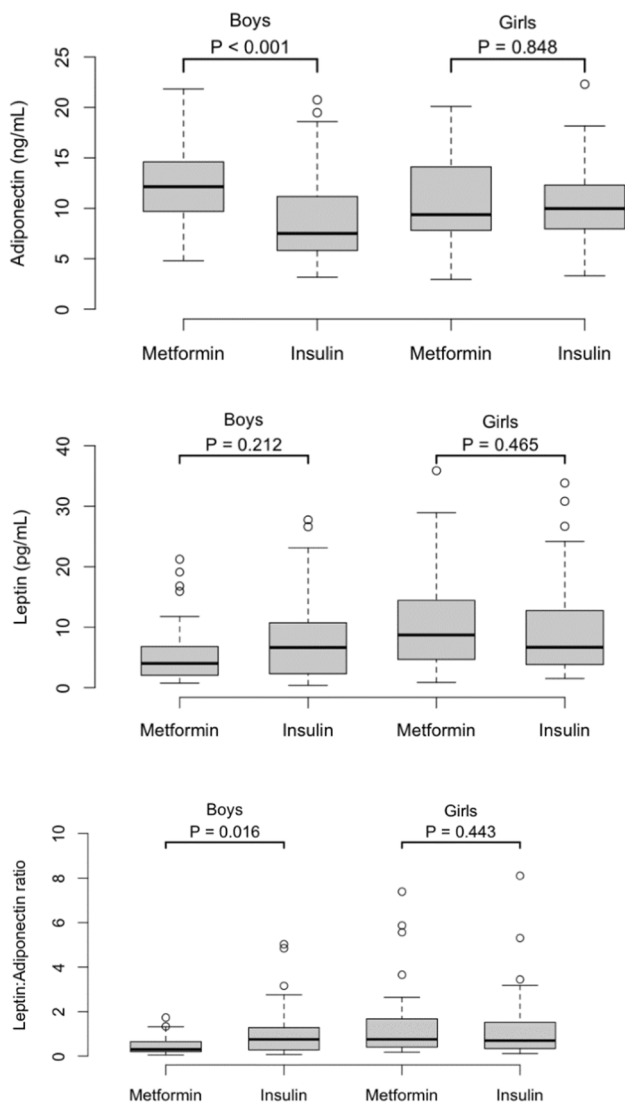 Boys Girls
P < 0.001 P = 0.848
Adiponectin (ng/mL)
25
20
15
10
5
0
Metformin Insulin Metformin Insulin
Boys Girls
P = 0.212 P = 0.465
Leptin (pg/mL)
40
30
20
10
0
Metformin Insulin Metformin Insulin
Boys Girls
P = 0.016 P = 0.443
Leptin:Adiponectin ratio
10
8
6
4
2
0
Metformin Insulin Metformin Insulin